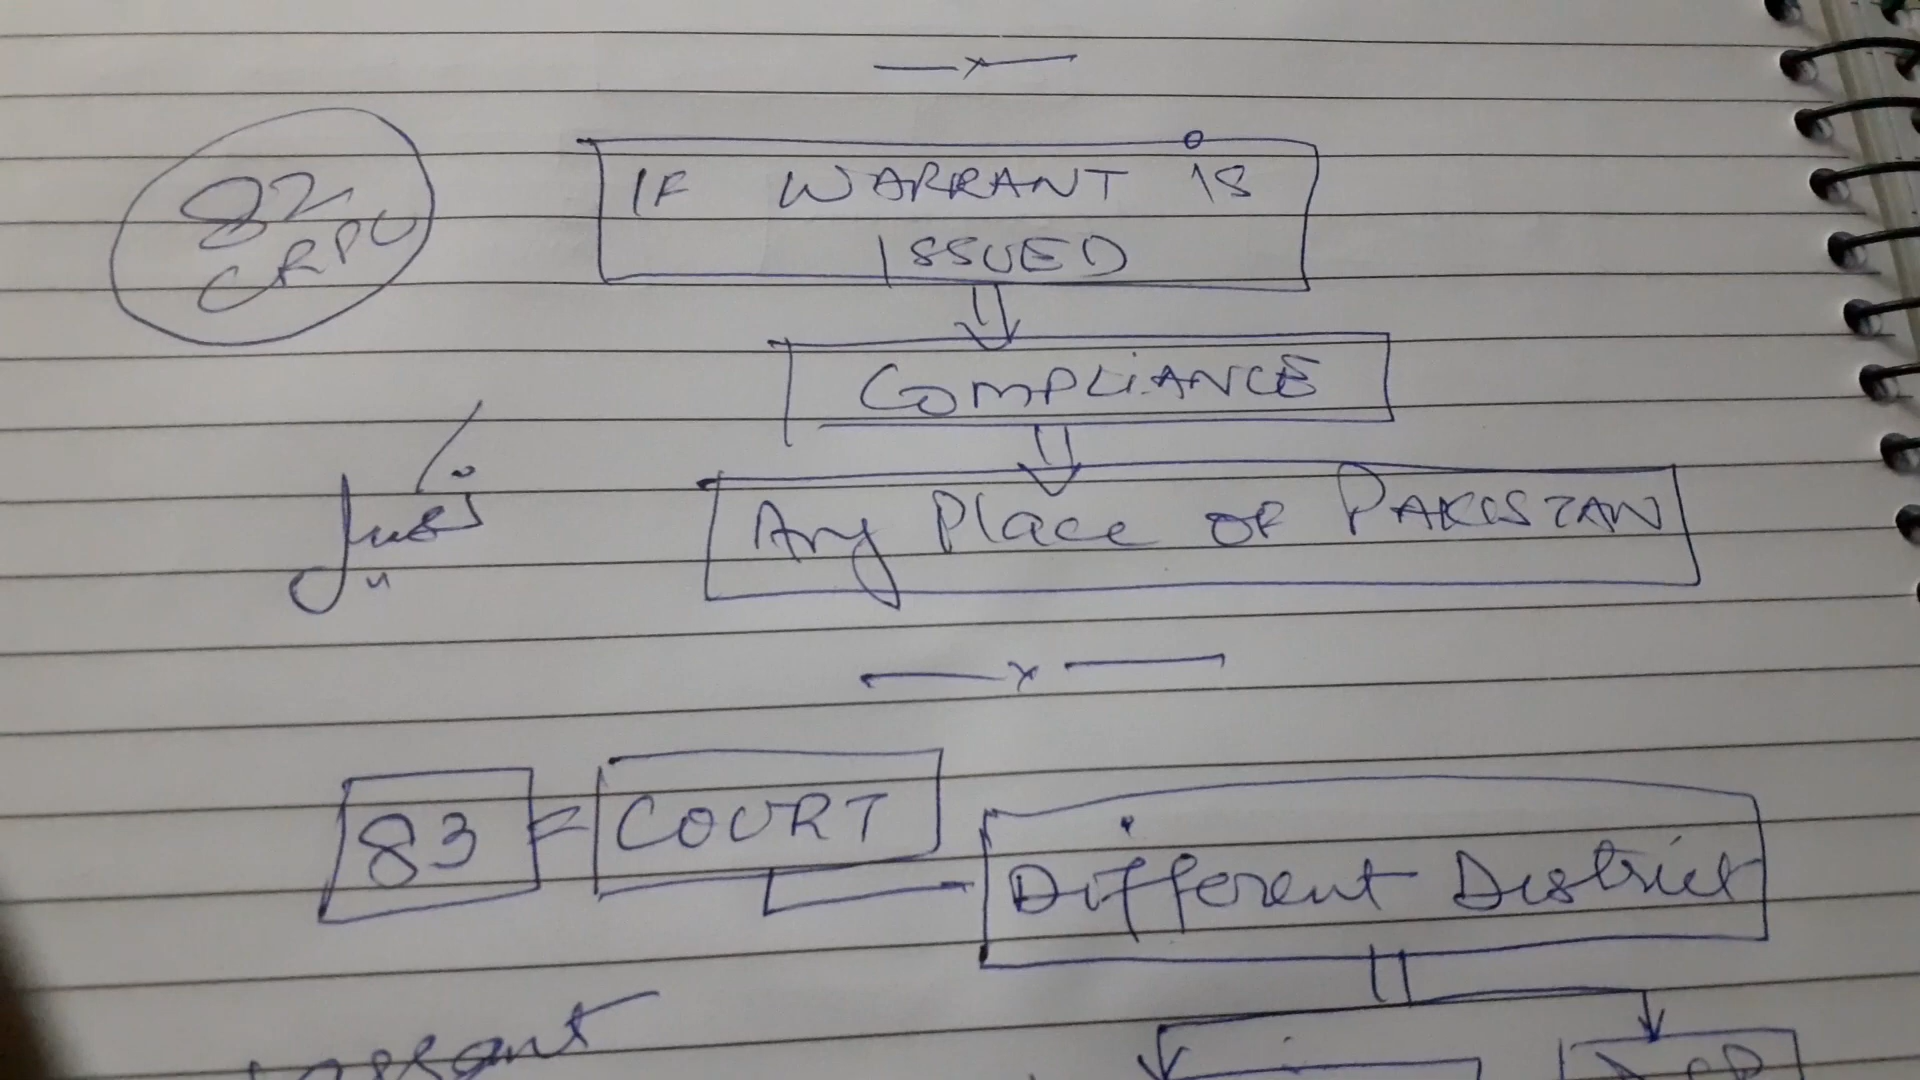 82
CRPC
IF WARRANT IS
ISSUED
COMPLIANCE
Any Place OF PAKISTAN
83 = COURT
Different District